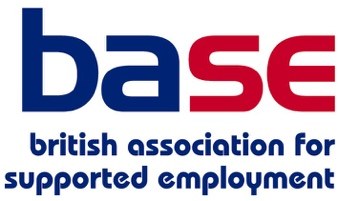 base
british association for
supported employment